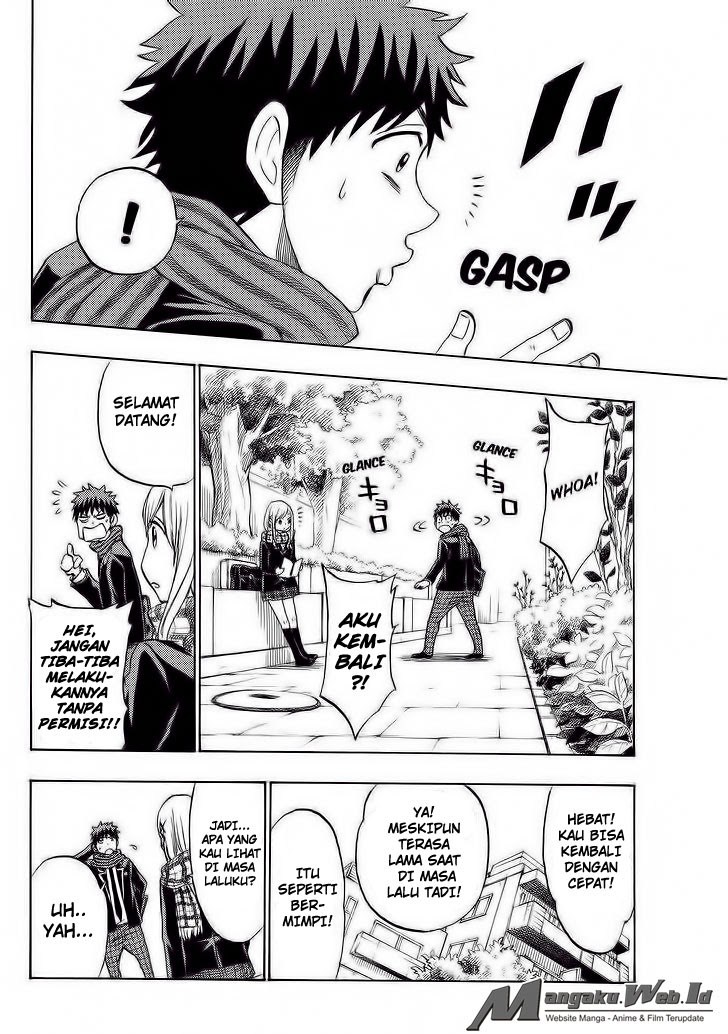 !
GASP
WHOA!
GLANCE
キョロ
GLANCE
キョロ
AKU
KEM-
BALI
?!
SELAMAT
DATANG!
HEI,
JANGAN
TIBA-TIBA
MELAKU-
KANNYA
TANPA
PERMISI!!
HEBAT!
KAU BISA
KEMBALI
DENGAN
CEPAT!
YA!
MESKIPUN
TERASA
LAMA SAAT
DI MASA
LALU TADI!
ITU
SEPERTI
BER-
MIMPI!
JADI...
APA YANG
KAU LIHAT
DI MASA
LALUKU?
UH..
YAH...
Mangaku.Web.Id
Website Manga - Anime & Film Terupdate